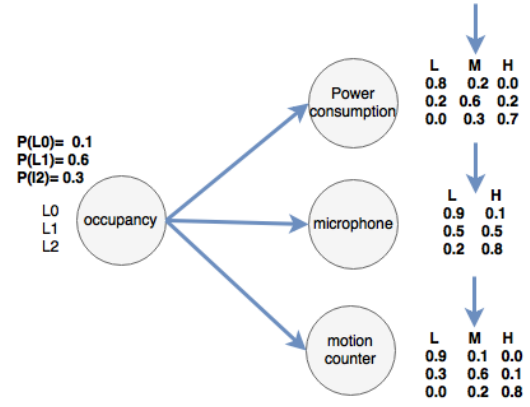 L M H
0.8 0.2 0.0
0.2 0.6 0.2
0.0 0.3 0.7
Power
consumption
P(L0)= 0.1
P(L1)= 0.6
P(l2)= 0.3
L0
L1
L2
occupancy
microphone
L H
0.9 0.1
0.5 0.5
0.2 0.8
motion
counter
L M H
0.9 0.1 0.0
0.3 0.6 0.1
0.0 0.2 0.8